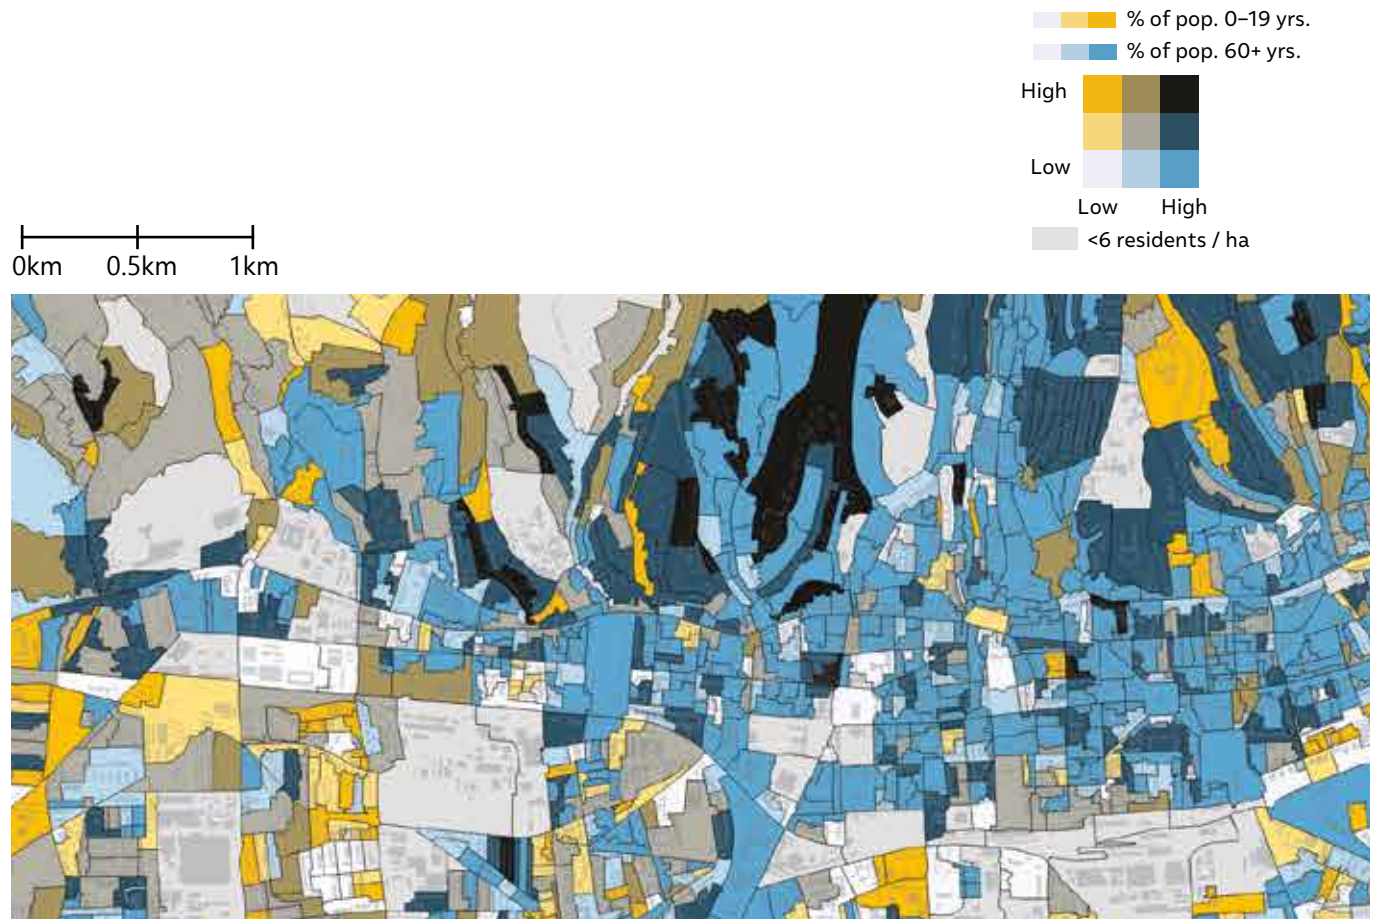 % of pop. 0–19 yrs.
% of pop. 60+ yrs.
High
Low
Low High
<6 residents / ha
0km 0.5km 1km